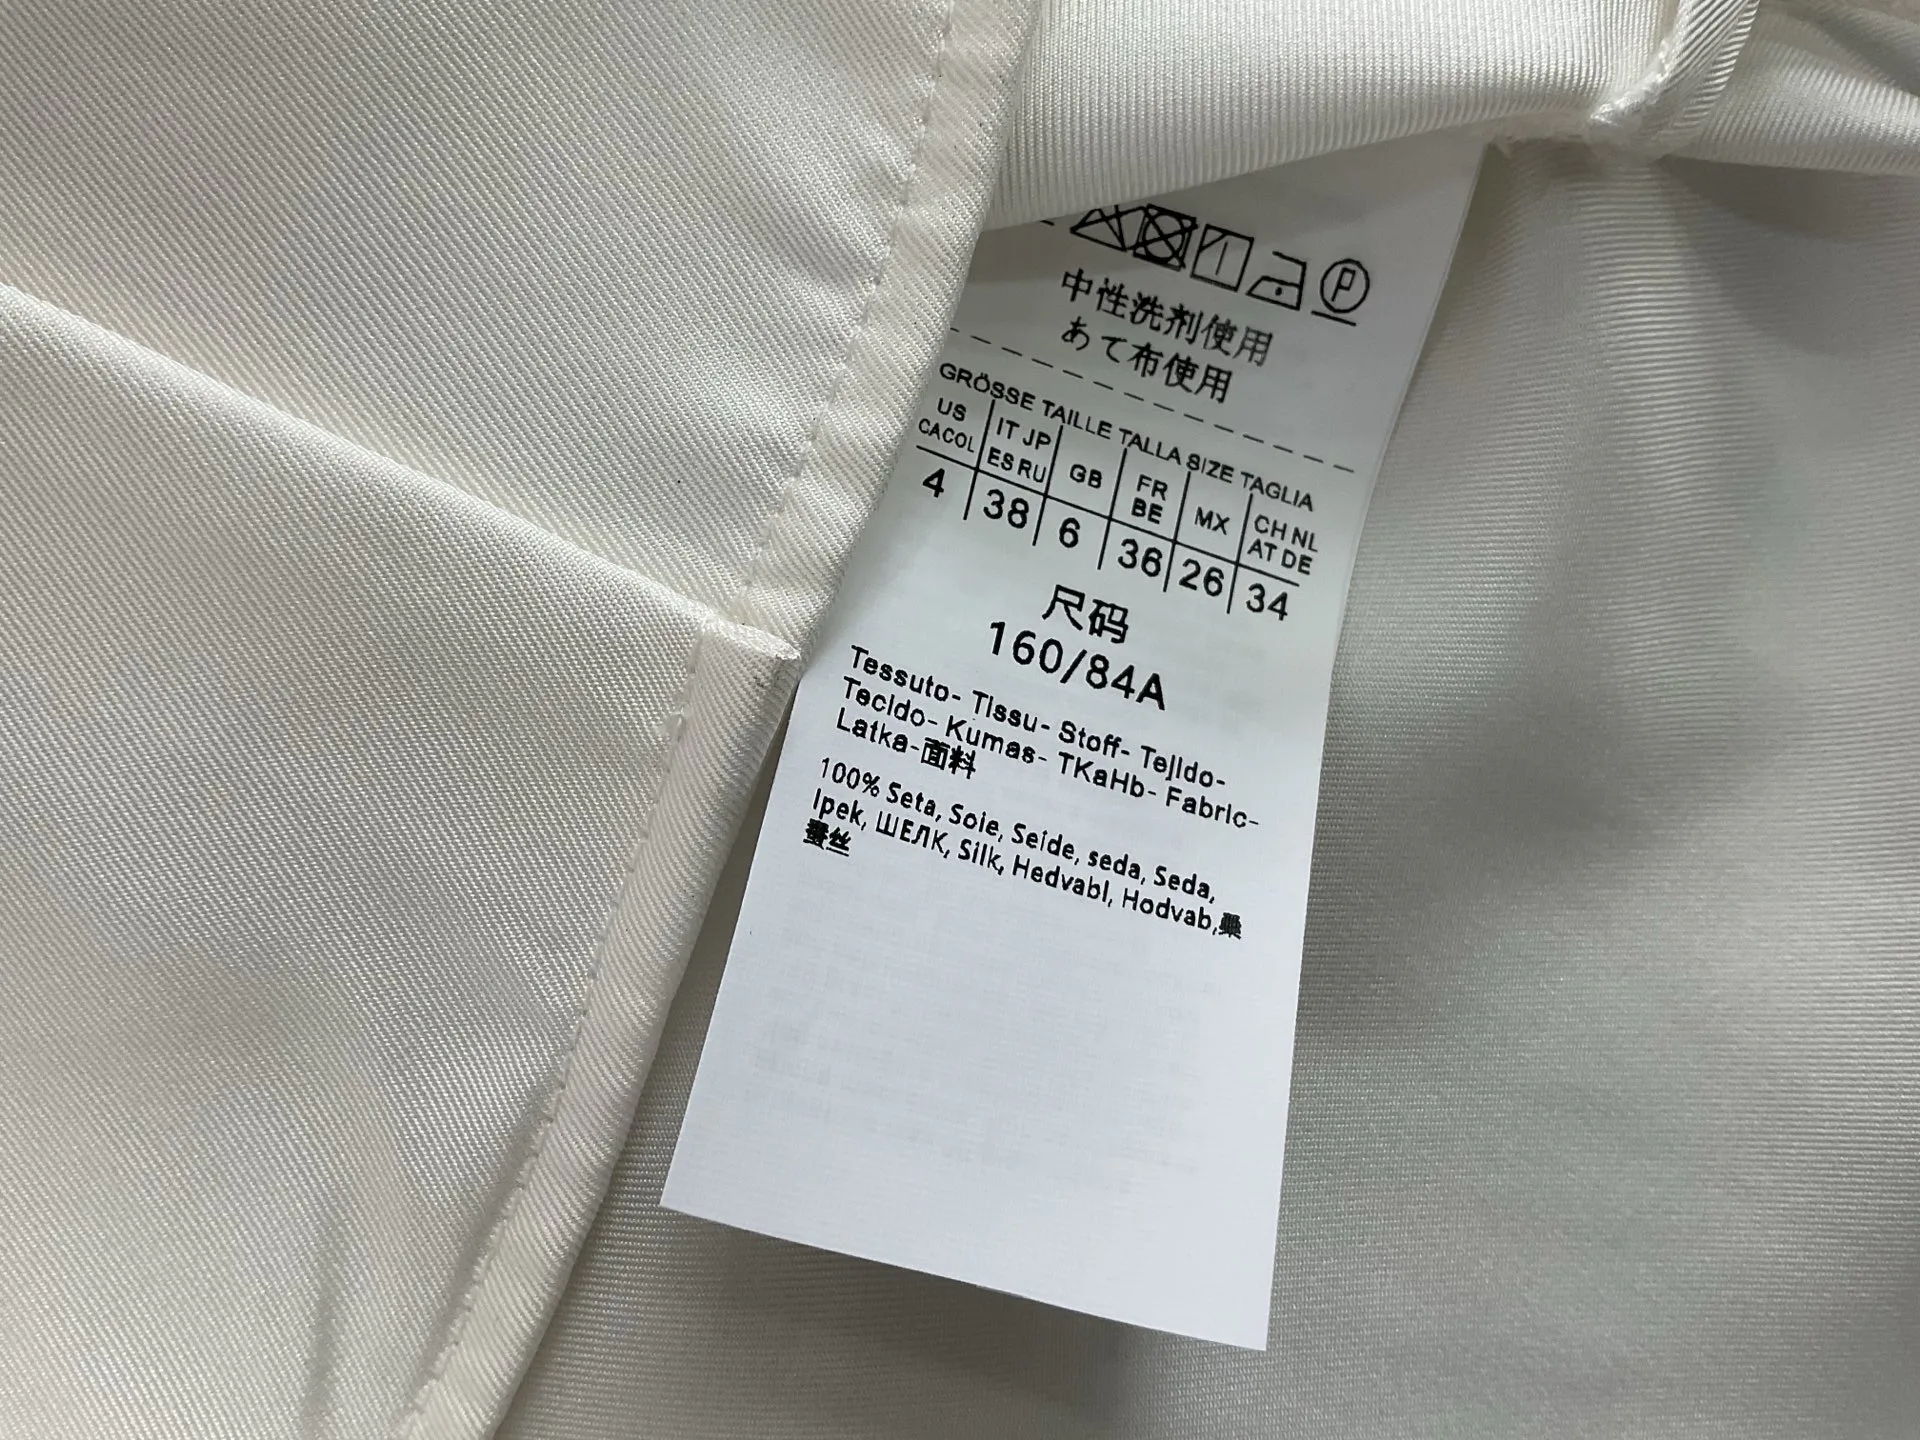 P
中性洗剤使用
あて布使用
GRÖSSE TAILLE TALLA SIZE TAGLIA
US CA COL IT JP ES RU GB FR BE MX CH NL AT DE
4 38 6 36 26 34
尺码
160/84A
Tessuto- Tissu- Stoff- Tejido-
Tecido- Kumas- TKaHb- Fabric-
Latka-面料
100% Seta, Soie, Seide, seda, Seda,
Ipek, ШЕЛК, Silk, Hedvabl, Hodvab,桑
蚕丝